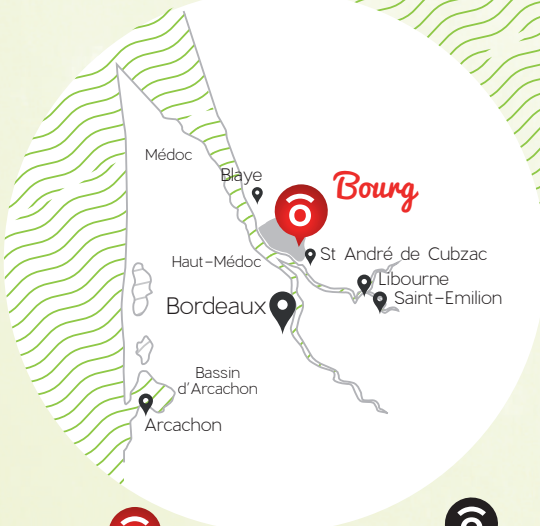 Médoc
Blaye
Bourg
St André de Cubzac
Haut-Médoc
Libourne
Saint-Emilion
Bordeaux
Bassin
d'Arcachon
Arcachon